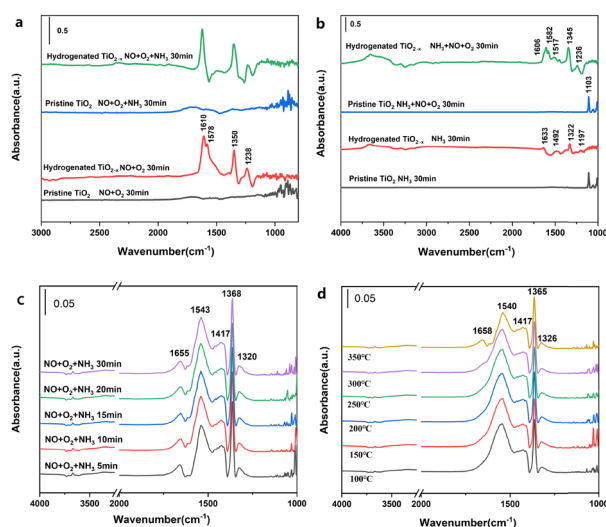 a
0.5
Hydrogenated TiO2-x NO+O2+NH3 30min
Pristine TiO2 NO+O2+NH3 30min
1610
1578
1350
1238
Hydrogenated TiO2-x NO+O2 30min
Pristine TiO2 NO+O2 30min
Absorbance(a.u.)
3000 2500 2000 1500 1000
Wavenumber(cm-1)
b
0.5
Hydrogenated TiO2-x NH3+NO+O2 30min
1606
1582
1517
1345
1236
1103
Pristine TiO2 NH3+NO+O2 30min
Hydrogenated TiO2-x NH3 30min
1633
1492
1322
1197
Pristine TiO2 NH3 30min
Absorbance(a.u.)
4000 3500 3000 2500 2000 1500 1000
Wavenumber(cm-1)
c
0.05
1368
1543
1417
1655
1320
NO+O2+NH3 30min
NO+O2+NH3 20min
NO+O2+NH3 15min
NO+O2+NH3 10min
NO+O2+NH3 5min
Absorbance(a.u.)
4000 3500 2000 1500 1000
Wavenumber(cm-1)
d
0.05
1365
1540
1417
1658
1326
350℃
300℃
250℃
200℃
150℃
100℃
Absorbance(a.u.)
4000 3500 2000 1500 1000
Wavenumber(cm-1)